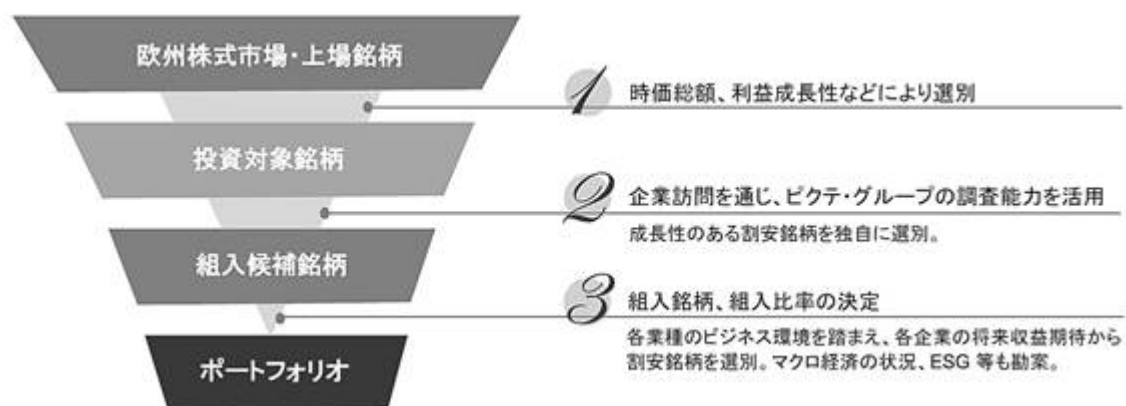 欧州株式市場・上場銘柄
1 時価総額、利益成長性などにより選別
投資対象銘柄
2 企業訪問を通じ、ピクテ・グループの調査能力を活用
成長性のある割安銘柄を独自に選別。
組入候補銘柄
3 組入銘柄、組入比率の決定
各業種のビジネス環境を踏まえ、各企業の将来収益期待から
割安銘柄を選別。マクロ経済の状況、ESG 等も勘案。
ポートフォリオ